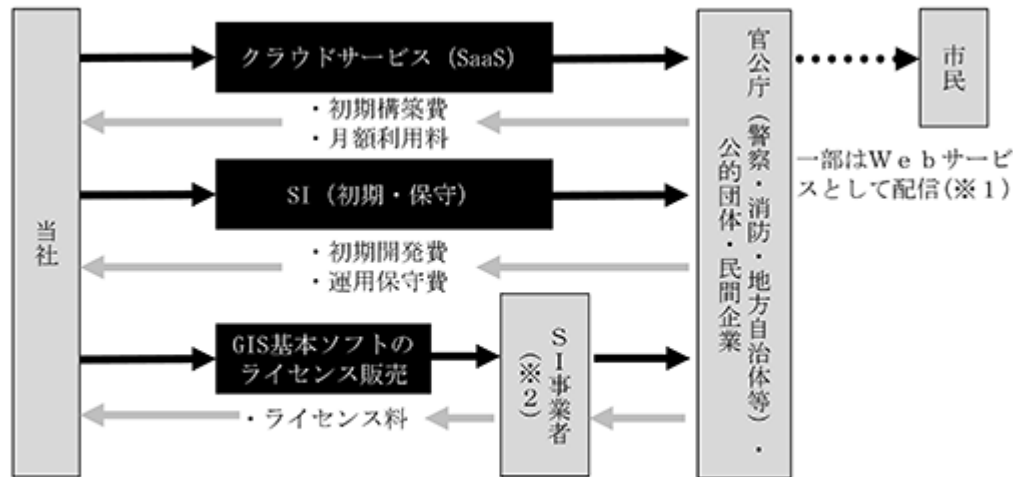 当社
クラウドサービス（SaaS）
・初期構築費
・月額利用料
SI（初期・保守）
・初期開発費
・運用保守費
GIS基本ソフトの
ライセンス販売
・ライセンス料
ＳＩ事業者
（※２）
官公庁（警察・消防・地方自治体等）・
公的団体・民間企業
市民
一部はＷｅｂサービ
スとして配信(※１)